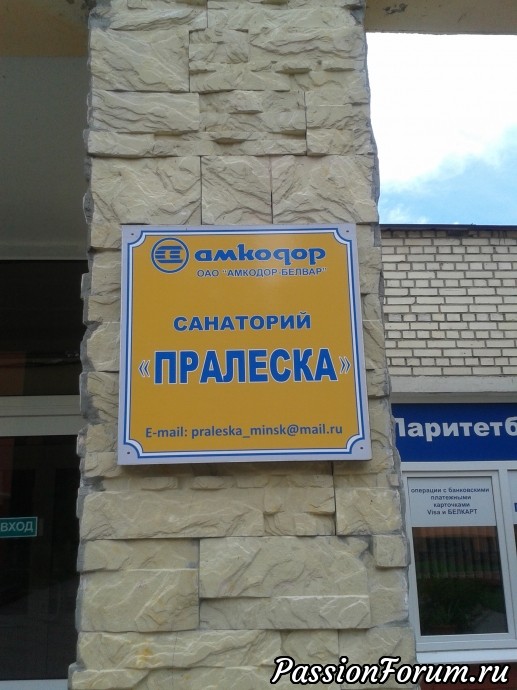 амкодор
ОАО "АМКОДОР-БЕЛВАР"
САНАТОРИЙ
«ПРАЛЕСКА»
E-mail: praleska_minsk@mail.ru
Паритетб
операции с банковскими
платежными
карточками
Visa и БЕЛКАРТ
ВХОД
PassionForum.ru